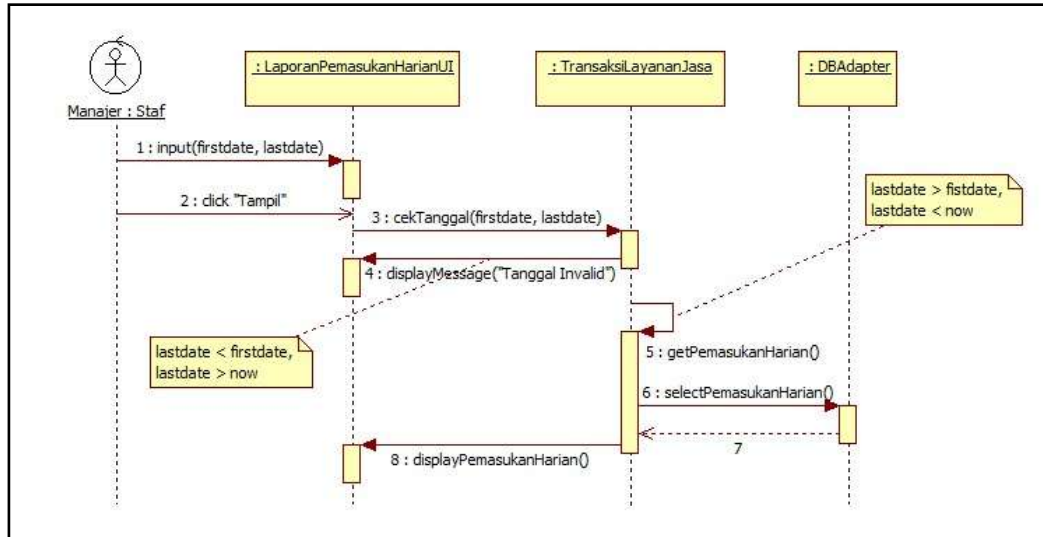 : LaporanPemasukanHarianUI
: TransaksiLayananJasa
: DBAdapter
Manajer : Staf
1 : input(firstdate, lastdate)
2 : click "Tampil"
3 : cekTanggal(firstdate, lastdate)
lastdate > fistdate,
lastdate < now
4 : displayMessage("Tanggal Invalid")
lastdate < firstdate,
lastdate > now
5 : getPemasukanHarian()
6 : selectPemasukanHarian()
7
8 : displayPemasukanHarian()